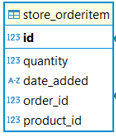 store_orderitem
123 id
123 quantity
A-Z date_added
123 order_id
123 product_id